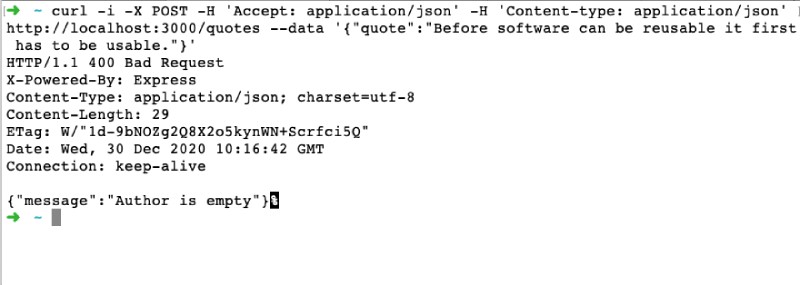 ➜ ~ curl -i -X POST -H 'Accept: application/json' -H 'Content-type: application/json'
http://localhost:3000/quotes --data '{"quote":"Before software can be reusable it first
has to be usable."}'
HTTP/1.1 400 Bad Request
X-Powered-By: Express
Content-Type: application/json; charset=utf-8
Content-Length: 29
ETag: W/"1d-9bNOZg2Q8X2o5kynWN+Scrfci5Q"
Date: Wed, 30 Dec 2020 10:16:42 GMT
Connection: keep-alive

{"message":"Author is empty"}%
➜ ~